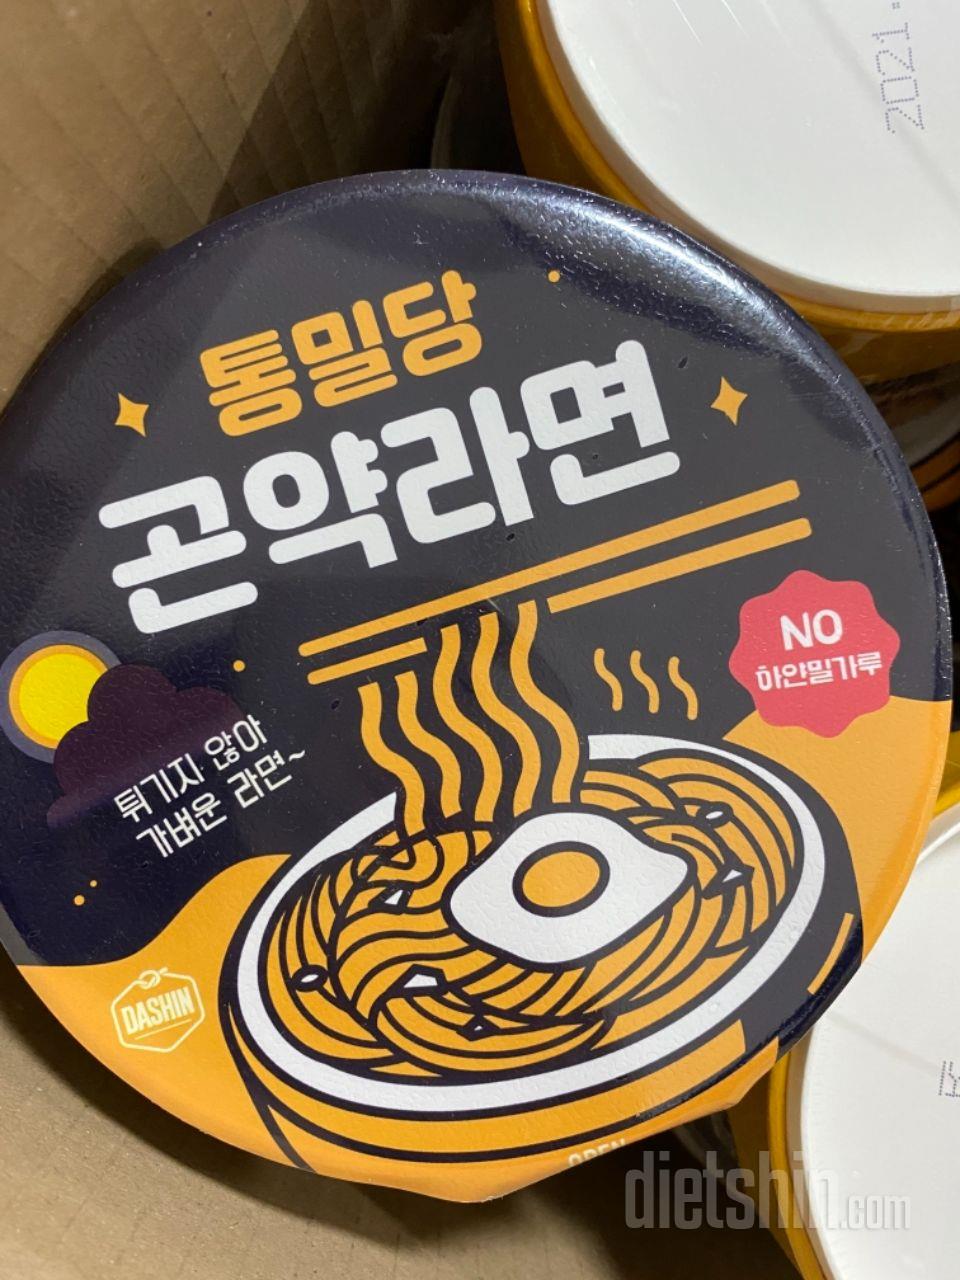 2021
통밀당
곤약라면
NO
하얀밀가루
튀기지 않아
가벼운 라면~
DASHIN
OPEN
dietshin.com